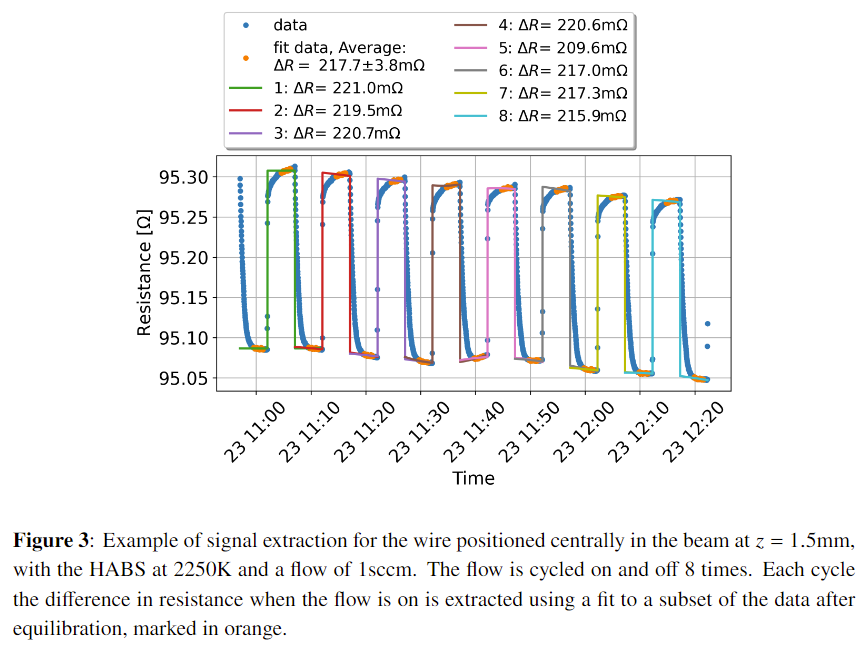 data
fit data, Average:
ΔR = 217.7±3.8mΩ
1: ΔR= 221.0mΩ
2: ΔR= 219.5mΩ
3: ΔR= 220.7mΩ
4: ΔR= 220.6mΩ
5: ΔR= 209.6mΩ
6: ΔR= 217.0mΩ
7: ΔR= 217.3mΩ
8: ΔR= 215.9mΩ
Resistance [Ω]
95.30
95.25
95.20
95.15
95.10
95.05
23 11:00
23 11:10
23 11:20
23 11:30
23 11:40
23 11:50
23 12:00
23 12:10
23 12:20
Time
Figure 3: Example of signal extraction for the wire positioned centrally in the beam at z = 1.5mm,
with the HABS at 2250K and a flow of 1sccm. The flow is cycled on and off 8 times. Each cycle
the difference in resistance when the flow is on is extracted using a fit to a subset of the data after
equilibration, marked in orange.